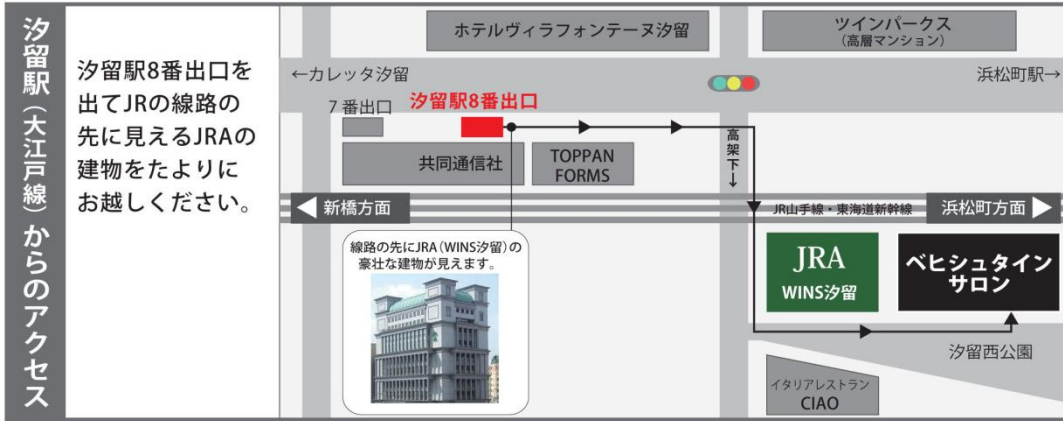 汐留駅（大江戸線）からのアクセス
汐留駅8番出口を
出てJRの線路の
先に見えるJRAの
建物をたよりに
お越しください。
ホテルヴィラフォンテーヌ汐留
ツインパークス
（高層マンション）
←カレッタ汐留
浜松町駅→
7番出口
汐留駅8番出口
共同通信社
TOPPAN
FORMS
高架下→
新橋方面
JR山手線・東海道新幹線
浜松町方面
線路の先にJRA（WINS汐留）の
豪壮な建物が見えます。
JRA
WINS汐留
ベヒシュタイン
サロン
汐留西公園
イタリアレストラン
CIAO